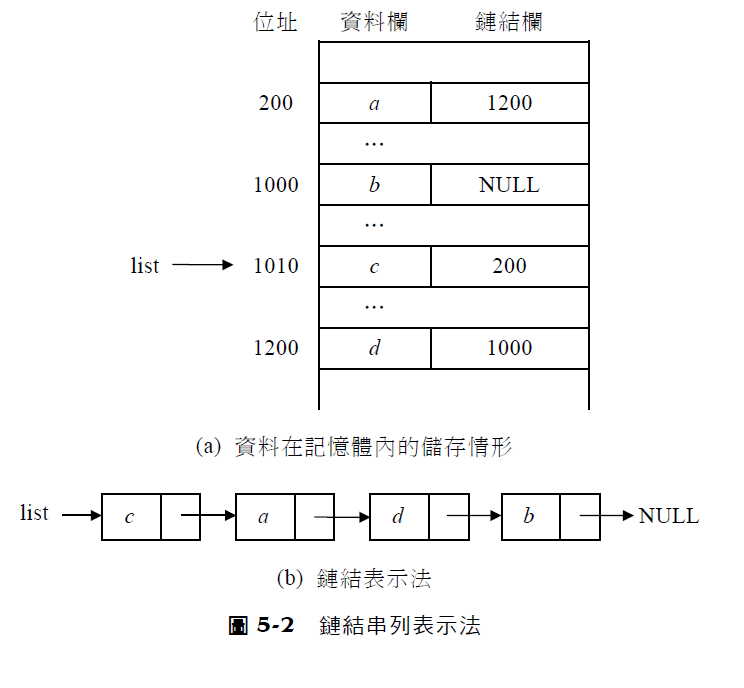 位址 資料欄 鏈結欄
200 a 1200
…
1000 b NULL
…
list 1010 c 200
…
1200 d 1000
(a) 資料在記憶體內的儲存情形
list c a d b NULL
(b) 鏈結表示法
圖 5-2 鏈結串列表示法